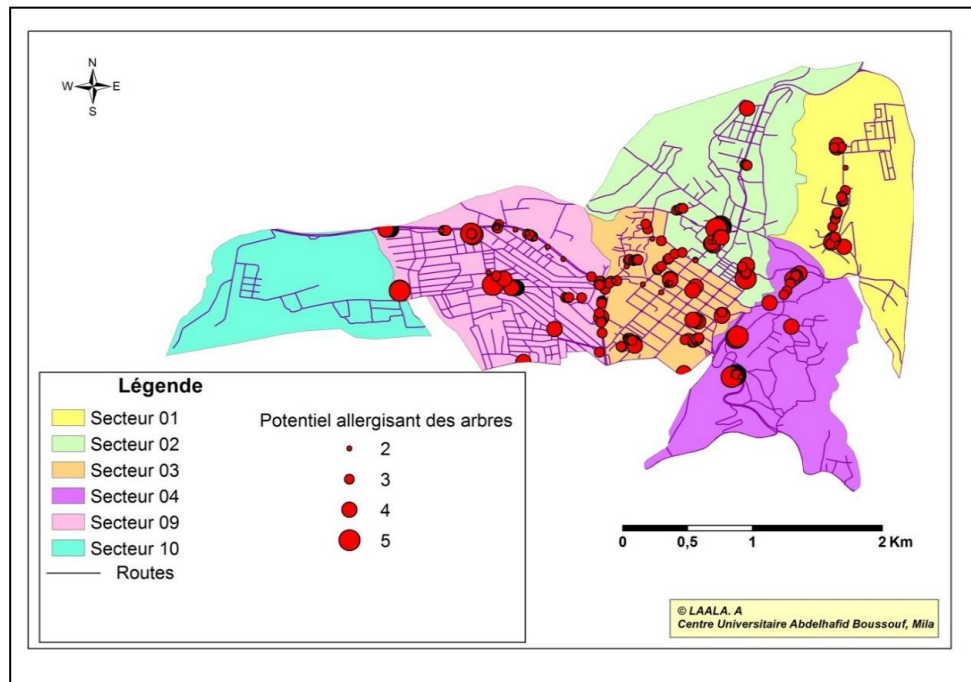 N
W E
S
Légende
Secteur 01
Secteur 02
Secteur 03
Secteur 04
Secteur 09
Secteur 10
Routes
Potentiel allergisant des arbres
2
3
4
5
0 0,5 1 2 Km
© LAALA. A
Centre Universitaire Abdelhafid Boussouf, Mila